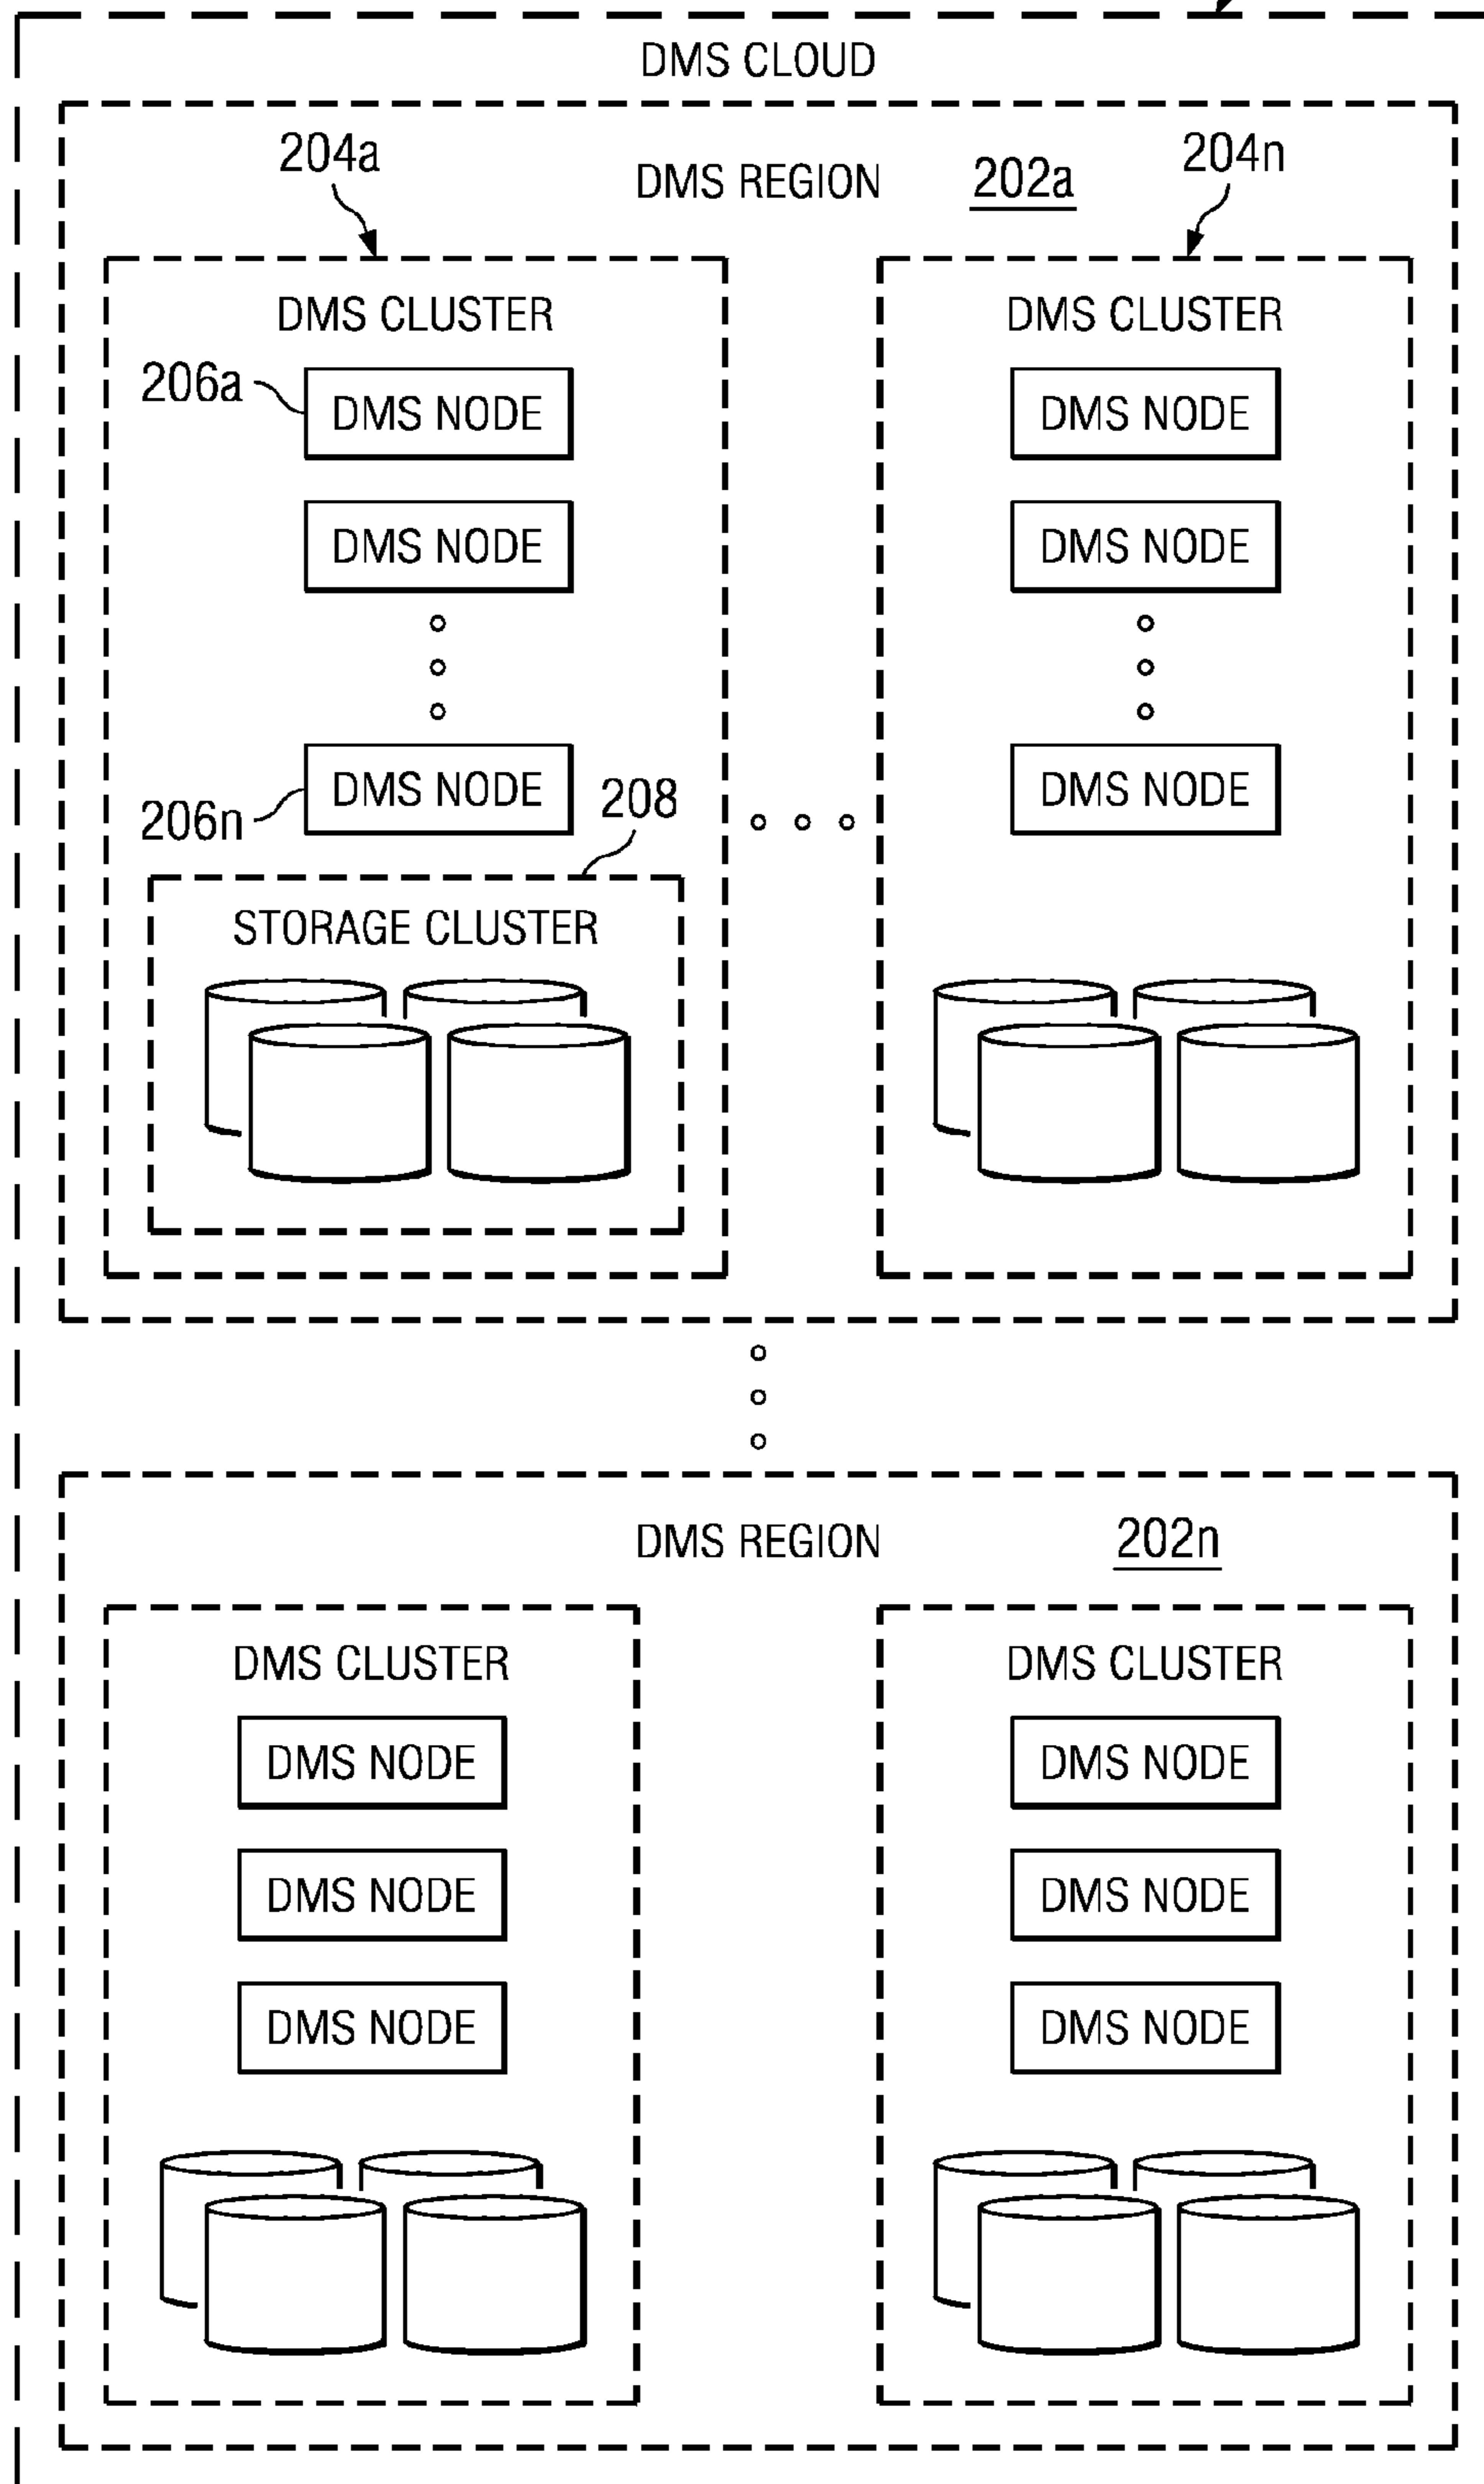 DMS CLOUD
204a
DMS REGION 202a
204n
DMS CLUSTER
206a
DMS NODE
DMS NODE
206n
DMS NODE
208
STORAGE CLUSTER
DMS CLUSTER
DMS NODE
DMS NODE
DMS NODE
DMS REGION 202n
DMS CLUSTER
DMS NODE
DMS NODE
DMS NODE
DMS CLUSTER
DMS NODE
DMS NODE
DMS NODE